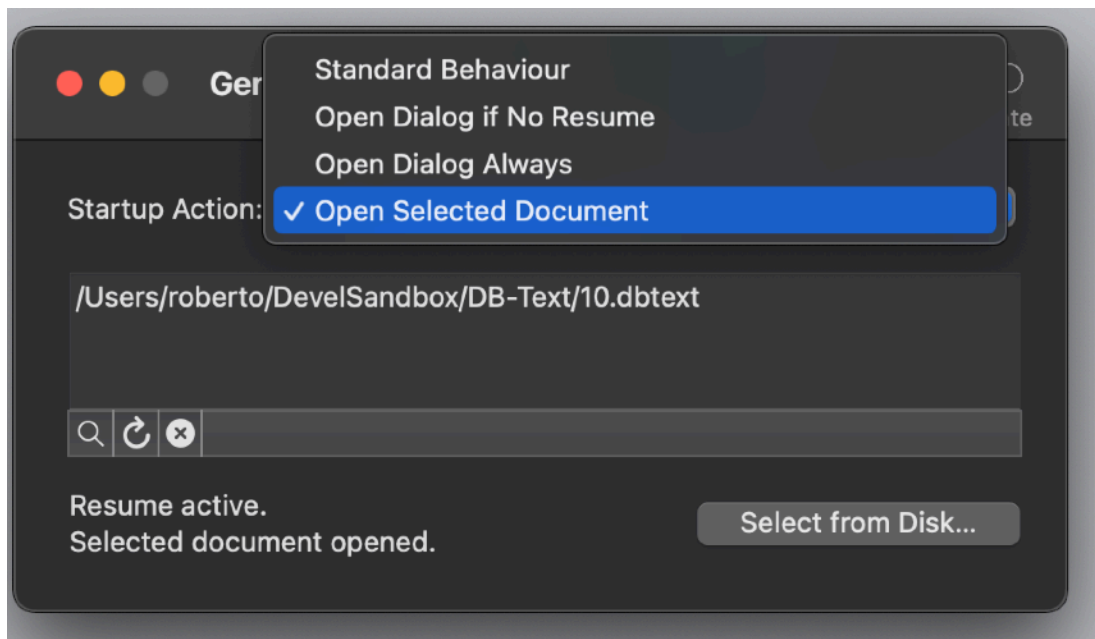 Standard Behaviour
Open Dialog if No Resume
Open Dialog Always
Startup Action: ✓ Open Selected Document
/Users/roberto/DevelSandbox/DB-Text/10.dbtext
Resume active.
Selected document opened.
Select from Disk...